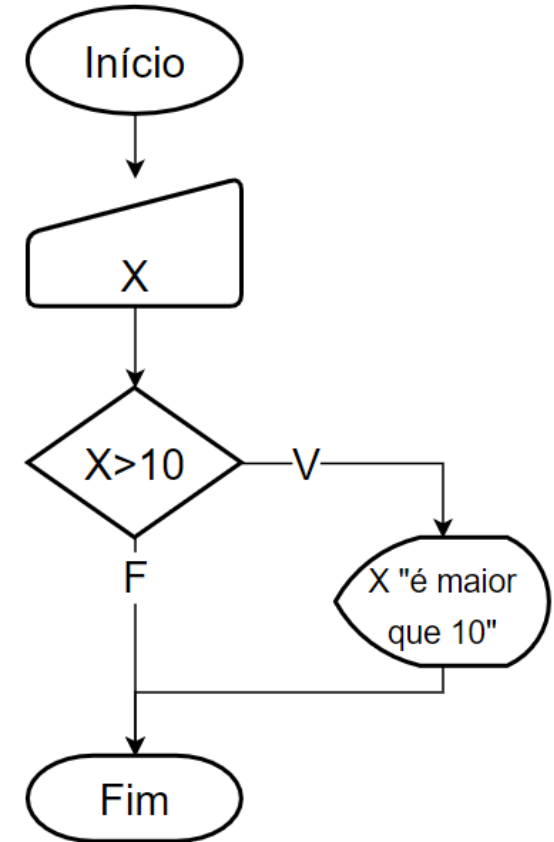 Início
X
X>10
V
F
X "é maior
que 10"
Fim